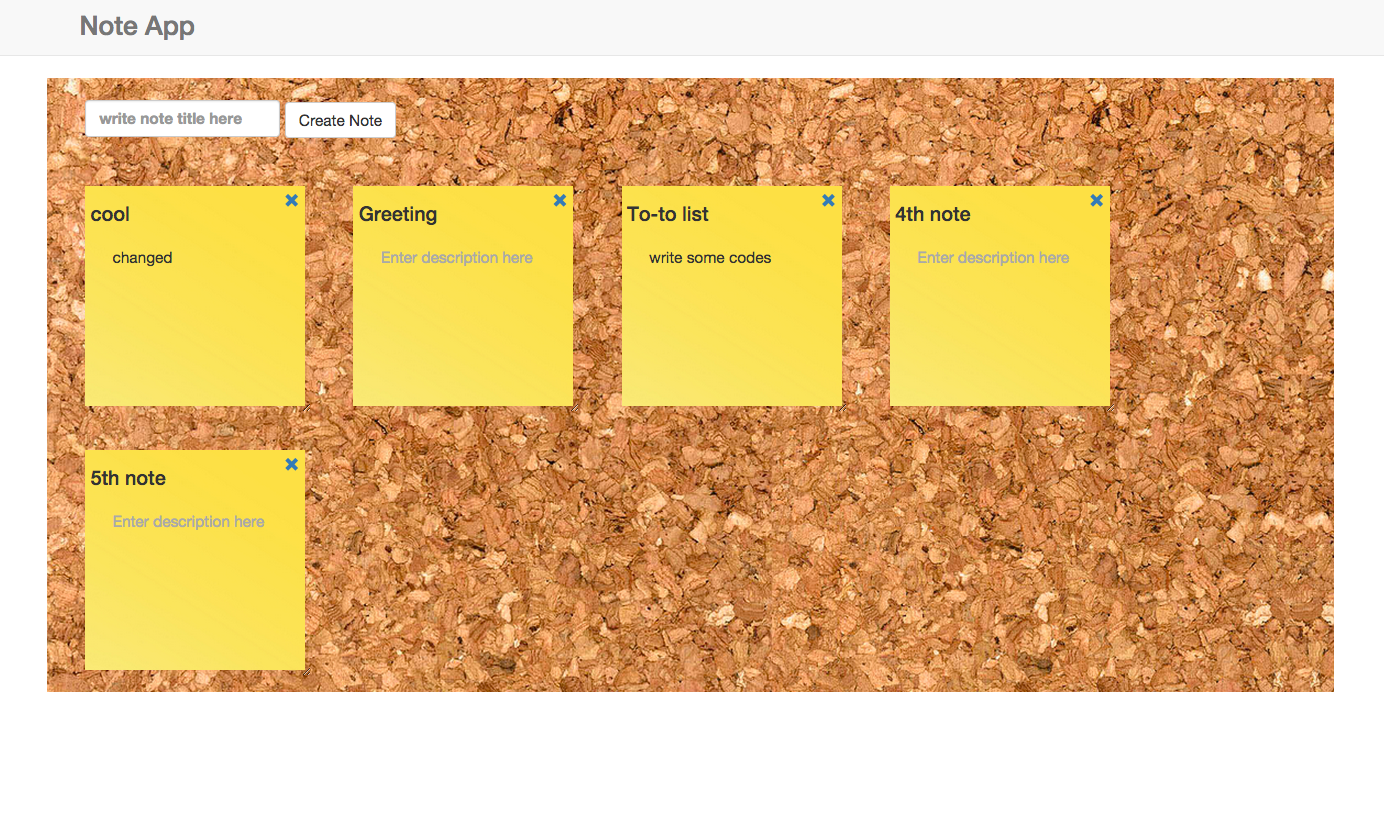 Note App
write note title here Create Note
cool
changed
Greeting
Enter description here
To-to list
write some codes
4th note
Enter description here
5th note
Enter description here